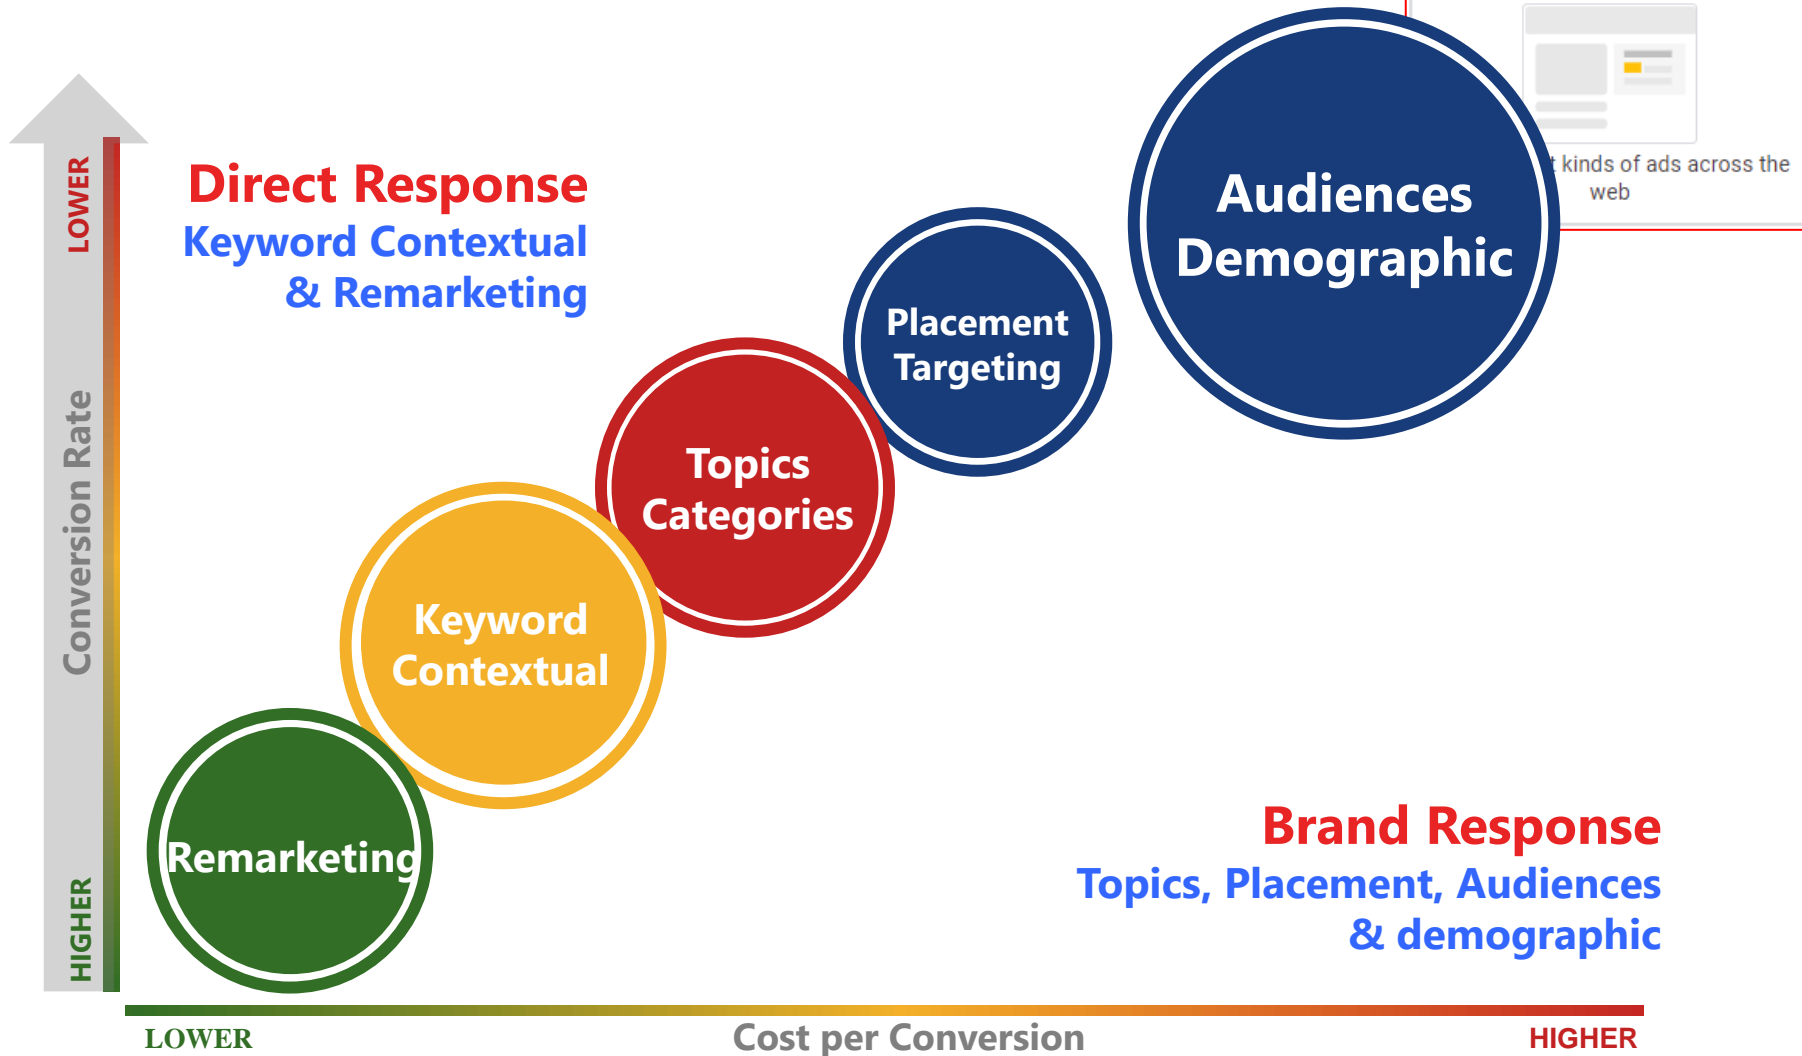 t kinds of ads across the
web
Audiences
Demographic
LOWER
Direct Response
Keyword Contextual
& Remarketing
Placement
Targeting
Topics
Categories
Conversion Rate
Keyword
Contextual
Remarketing
HIGHER
Brand Response
Topics, Placement, Audiences
& demographic
LOWER
Cost per Conversion
HIGHER